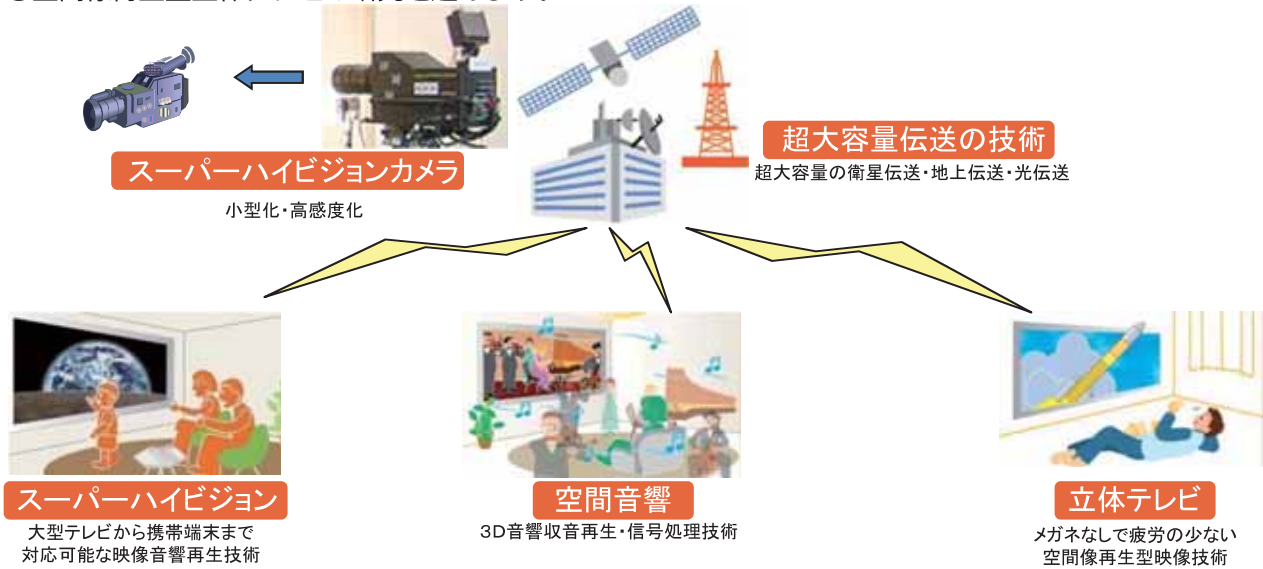 スーパーハイビジョンカメラ
小型化・高感度化
超大容量伝送の技術
超大容量の衛星伝送・地上伝送・光伝送
スーパーハイビジョン
大型テレビから携帯端末まで
対応可能な映像音響再生技術
空間音響
3D音響収音再生・信号処理技術
立体テレビ
メガネなしで疲労の少ない
空間像再生型映像技術